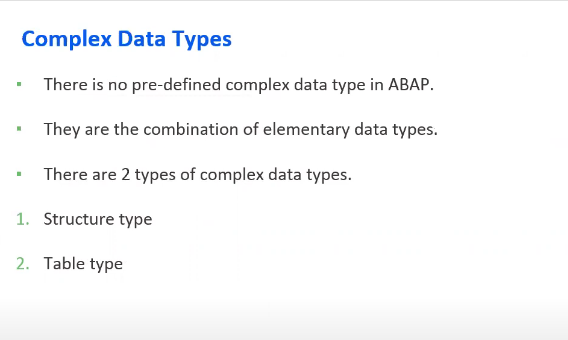 Complex Data Types
▪ There is no pre-defined complex data type in ABAP.
▪ They are the combination of elementary data types.
▪ There are 2 types of complex data types.
1. Structure type
2. Table type